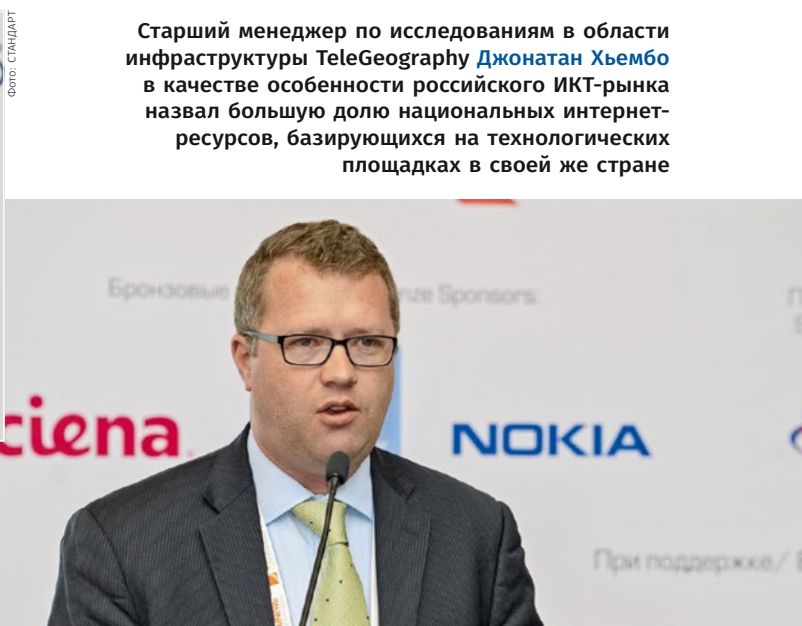 Фото: СТАНДАРТ
Старший менеджер по исследованиям в области
инфраструктуры TeleGeography Джонатан Хьембо
в качестве особенности российского ИКТ-рынка
назвал большую долю национальных интернет-
ресурсов, базирующихся на технологических
площадках в своей же стране
Бронзовые
Sponsors:
ciena
NOKIA
При поддержке/